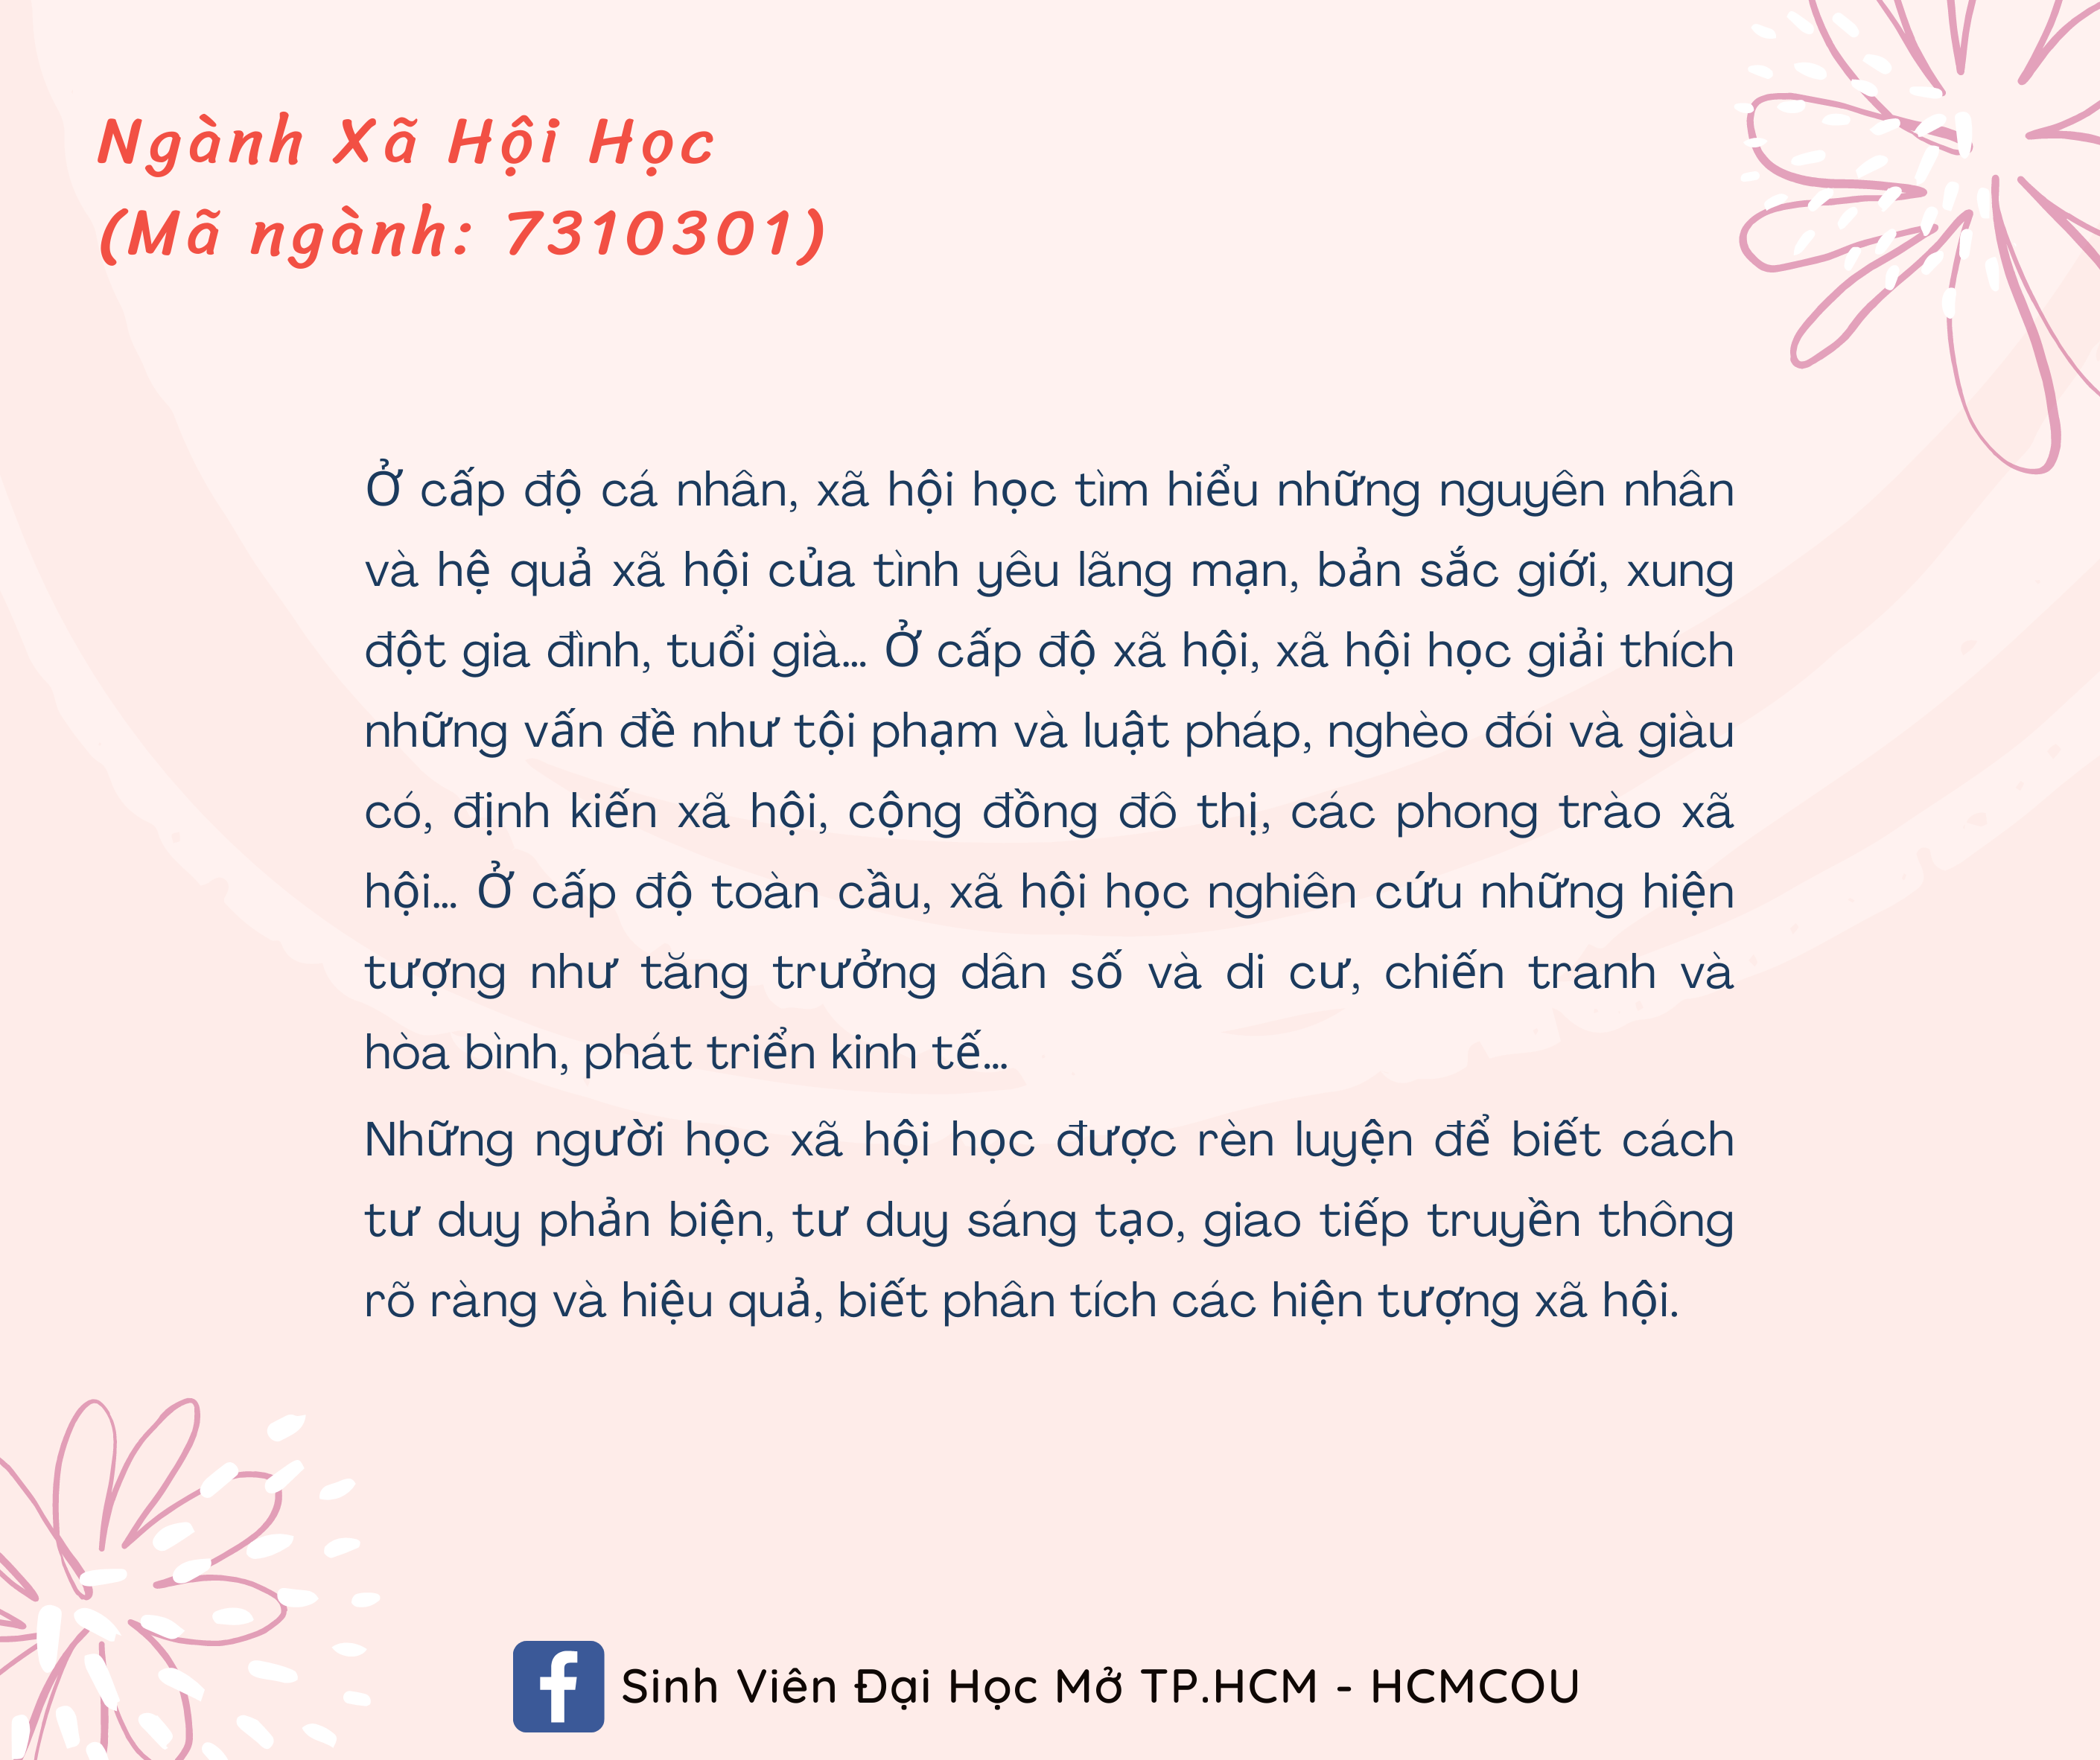 Ngành Xã Hội Học
(Mã ngành: 7310301)
Ở cấp độ cá nhân, xã hội học tìm hiểu những nguyên nhân
và hệ quả xã hội của tình yêu lãng mạn, bản sắc giới, xung
đột gia đình, tuổi già... Ở cấp độ xã hội, xã hội học giải thích
những vấn đề như tội phạm và luật pháp, nghèo đói và giàu
có, định kiến xã hội, cộng đồng đô thị, các phong trào xã
hội... Ở cấp độ toàn cầu, xã hội học nghiên cứu những hiện
tượng như tăng trưởng dân số và di cư, chiến tranh và
hòa bình, phát triển kinh tế...
Những người học xã hội học được rèn luyện để biết cách
tư duy phản biện, tư duy sáng tạo, giao tiếp truyền thông
rõ ràng và hiệu quả, biết phân tích các hiện tượng xã hội.
Sinh Viên Đại Học Mở TP.HCM - HCMCOU